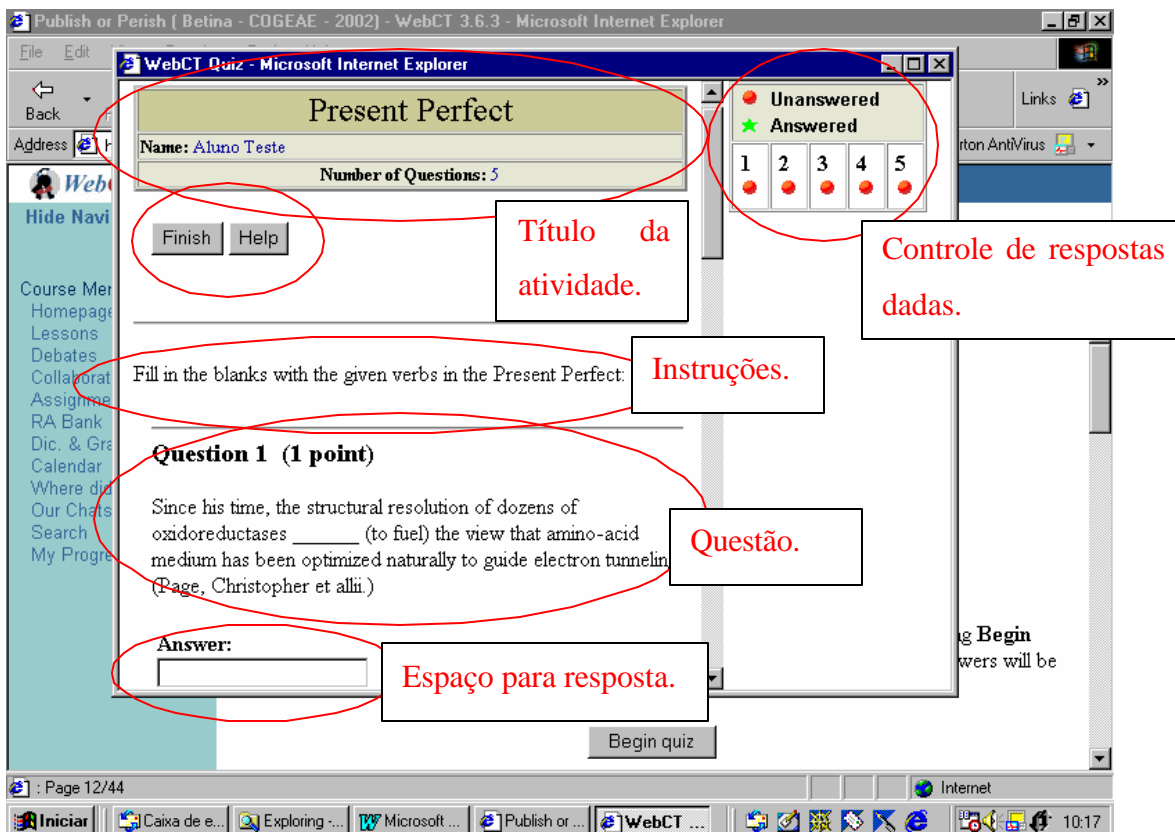 Publish or Perish ( Betina - COGEAE - 2002) - WebCT 3.6.3 - Microsoft Internet Explorer
File Edit
WebCT Quiz - Microsoft Internet Explorer
Back
Links
Address
AntiVirus
Hide Navi
Present Perfect
Name: Aluno Teste
Number of Questions: 5
Unanswered
Answered
1 2 3 4 5
Finish Help
Título da
atividade.
Controle de respostas
dadas.
Course
Homepage
Lessons
Debates
Collaborat
Assignme
RA Bank
Dic. & Gra
Calendar
Where did
Our Chats
Search
My Progre
Fill in the blanks with the given verbs in the Present Perfect:
Instruções.
Question 1 (1 point)
Since his time, the structural resolution of dozens of
oxidoreductases ______ (to fuel) the view that amino-acid
medium has been optimized naturally to guide electron tunnelin
(Page, Christopher et allii.)
Questão.
Answer:
Espaço para resposta.
Begin
will be
Begin quiz
: Page 12/44
Internet
Iniciar Caixa de e... Exploring -... Microsoft ... Publish or ... WebCT ... 10:17